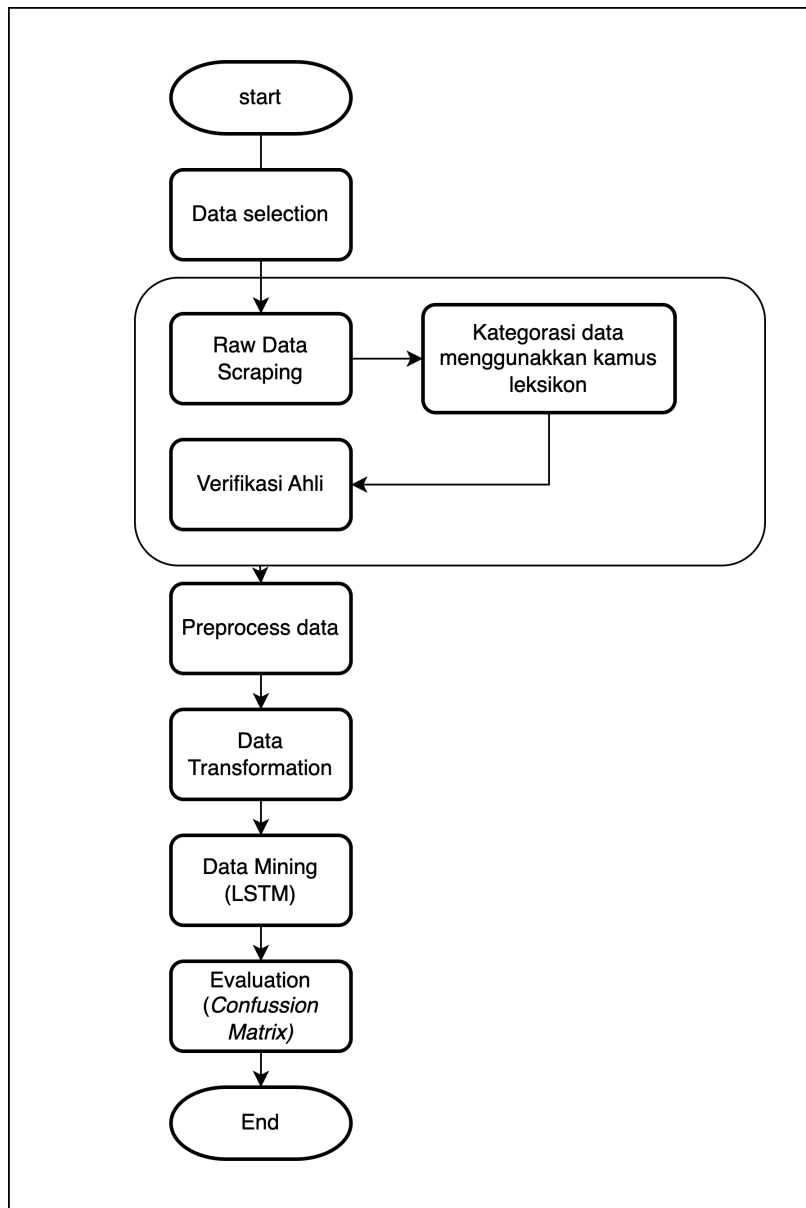 start
Data selection
Raw Data
Scraping
Kategorasi data
menggunakkan kamus
leksikon
Verifikasi Ahli
Preprocess data
Data
Transformation
Data Mining
(LSTM)
Evaluation
(Confussion
Matrix)
End